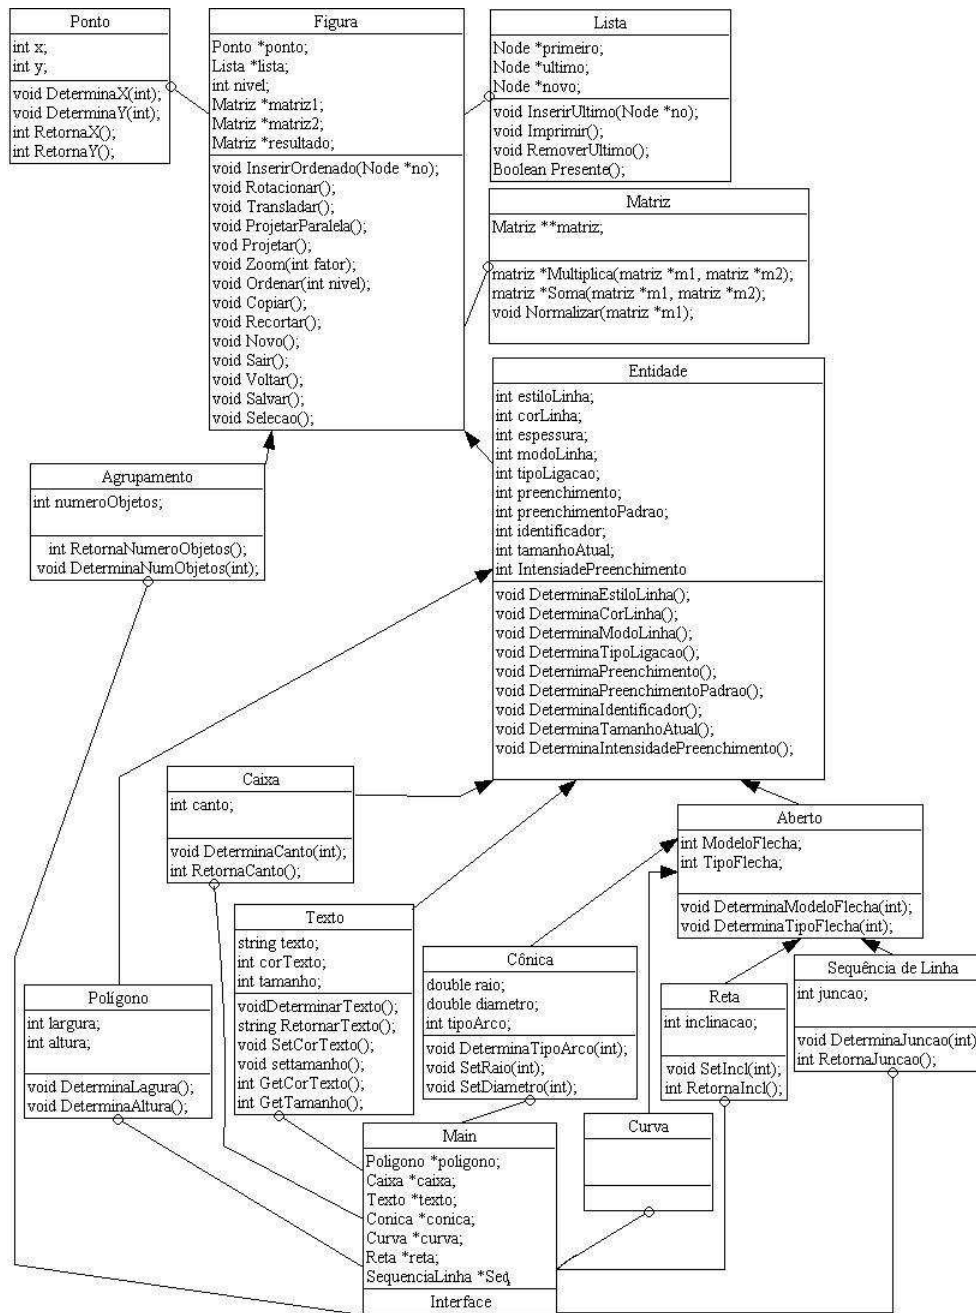 Ponto
int x;
int y;
void DeterminaX(int);
void DeterminaY(int);
int RetornaX();
int RetornaY();
Figura
Ponto *ponto;
Lista *lista;
int nivel;
Matriz *matriz1;
Matriz *matriz2;
Matriz *resultado;
void InserirOrdenado(Node *no);
void Rotacionar();
void Transladar();
void ProjetarParalela();
vod Projetar();
void Zoom(int fator);
void Ordenar(int nivel);
void Copiar();
void Recortar();
void Novo();
void Sair();
void Voltar();
void Salvar();
void Selecao();
Lista
Node *primeiro;
Node *ultimo;
Node *novo;
void InserirUltimo(Node *no);
void Imprimir();
void RemoverUltimo();
Boolean Presente();
Matriz
Matriz **matriz;
matriz *Multiplica(matriz *m1, matriz *m2);
matriz *Soma(matriz *m1, matriz *m2);
void Normalizar(matriz *m1);
Entidade
int estiloLinha;
int corLinha;
int espessura;
int modoLinha;
int tipoLigacao;
int preenchimento;
int preenchimentoPadrao;
int identificador;
int tamanhoAtual;
int IntensiadePreenchimento
void DeterminaEstiloLinha();
void DeterminaCorLinha();
void DeterminaModoLinha();
void DeterminaTipoLigacao();
void DeternimaPreenchimento();
void DeterminaPreenchimentoPadrao();
void DeterminaIdentificador();
void DeterminaTamanhoAtual();
void DeterminaIntensidadePreenchimento();
Agrupamento
int numeroObjetos;
int RetornaNumeroObjetos();
void DeterminaNumObjetos(int);
Caixa
int canto;
void DeterminaCanto(int);
int RetornaCanto();
Aberto
int ModeloFlecha;
int TipoFlecha;
void DeterminaModeloFlecha(int);
void DeterminaTipoFlecha(int);
Texto
string texto;
int corTexto;
int tamanho;
voidDeterminarTexto();
string RetornarTexto();
void SetCorTexto();
void settamanho();
int GetCorTexto();
int GetTamanho();
Cônica
double raio;
double diametro;
int tipoArco;
void DeterminaTipoArco(int);
void SetRaio(int);
void SetDiametro(int);
Polígono
int largura;
int altura;
void DeterminaLagura();
void DeterminaAltura();
Reta
int inclinacao;
void SetIncl(int);
int RetornaIncl();
Sequência de Linha
int juncao;
void DeterminaJuncao(int)
int RetornaJuncao();
Curva
Main
Poligono *poligono;
Caixa *caixa;
Texto *texto;
Conica *conica;
Curva *curva;
Reta *reta;
SequenciaLinha *Seq
Interface